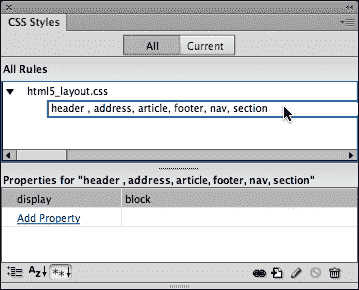 CSS Styles
All Current
All Rules
html5_layout.css
header , address, article, footer, nav, section
Properties for "header , address, article, footer, nav, section"
display block
Add Property
Az↓ **↓